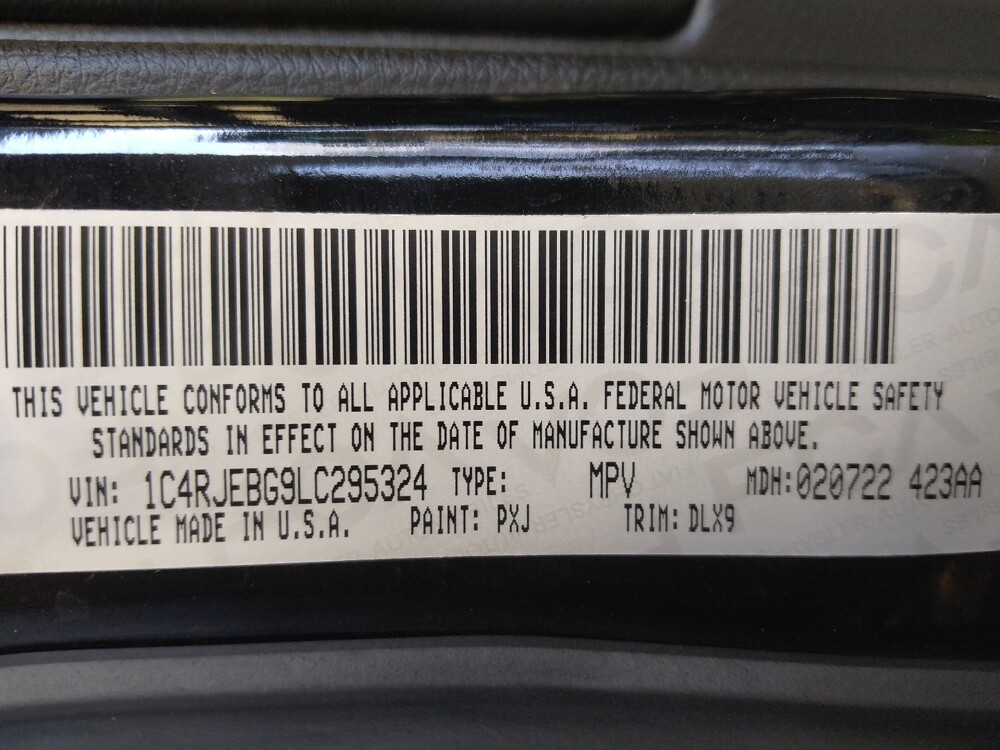 THIS VEHICLE CONFORMS TO ALL APPLICABLE U.S.A. FEDERAL MOTOR VEHICLE SAFETY
STANDARDS IN EFFECT ON THE DATE OF MANUFACTURE SHOWN ABOVE.
VIN: 1C4RJEBG9LC295324 TYPE: MPV MDH:020722 423AA
VEHICLE MADE IN U.S.A. PAINT: PXJ TRIM: DLX9